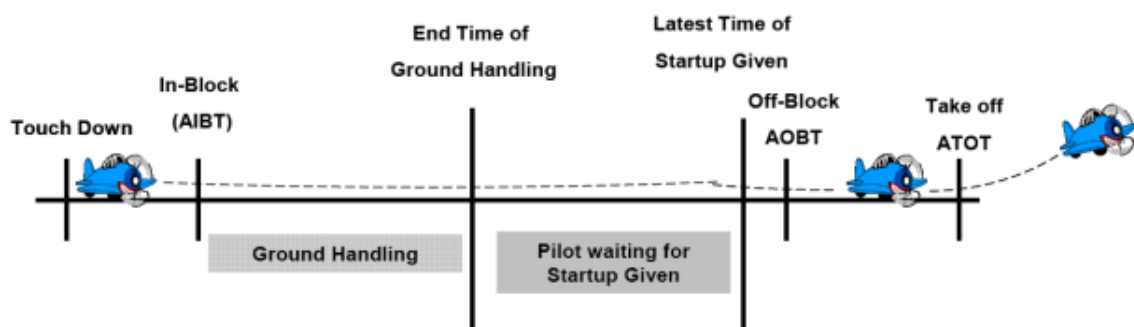 Touch Down
In-Block
(AIBT)
End Time of
Ground Handling
Latest Time of
Startup Given
Off-Block
AOBT
Take off
ATOT
Ground Handling
Pilot waiting for
Startup Given